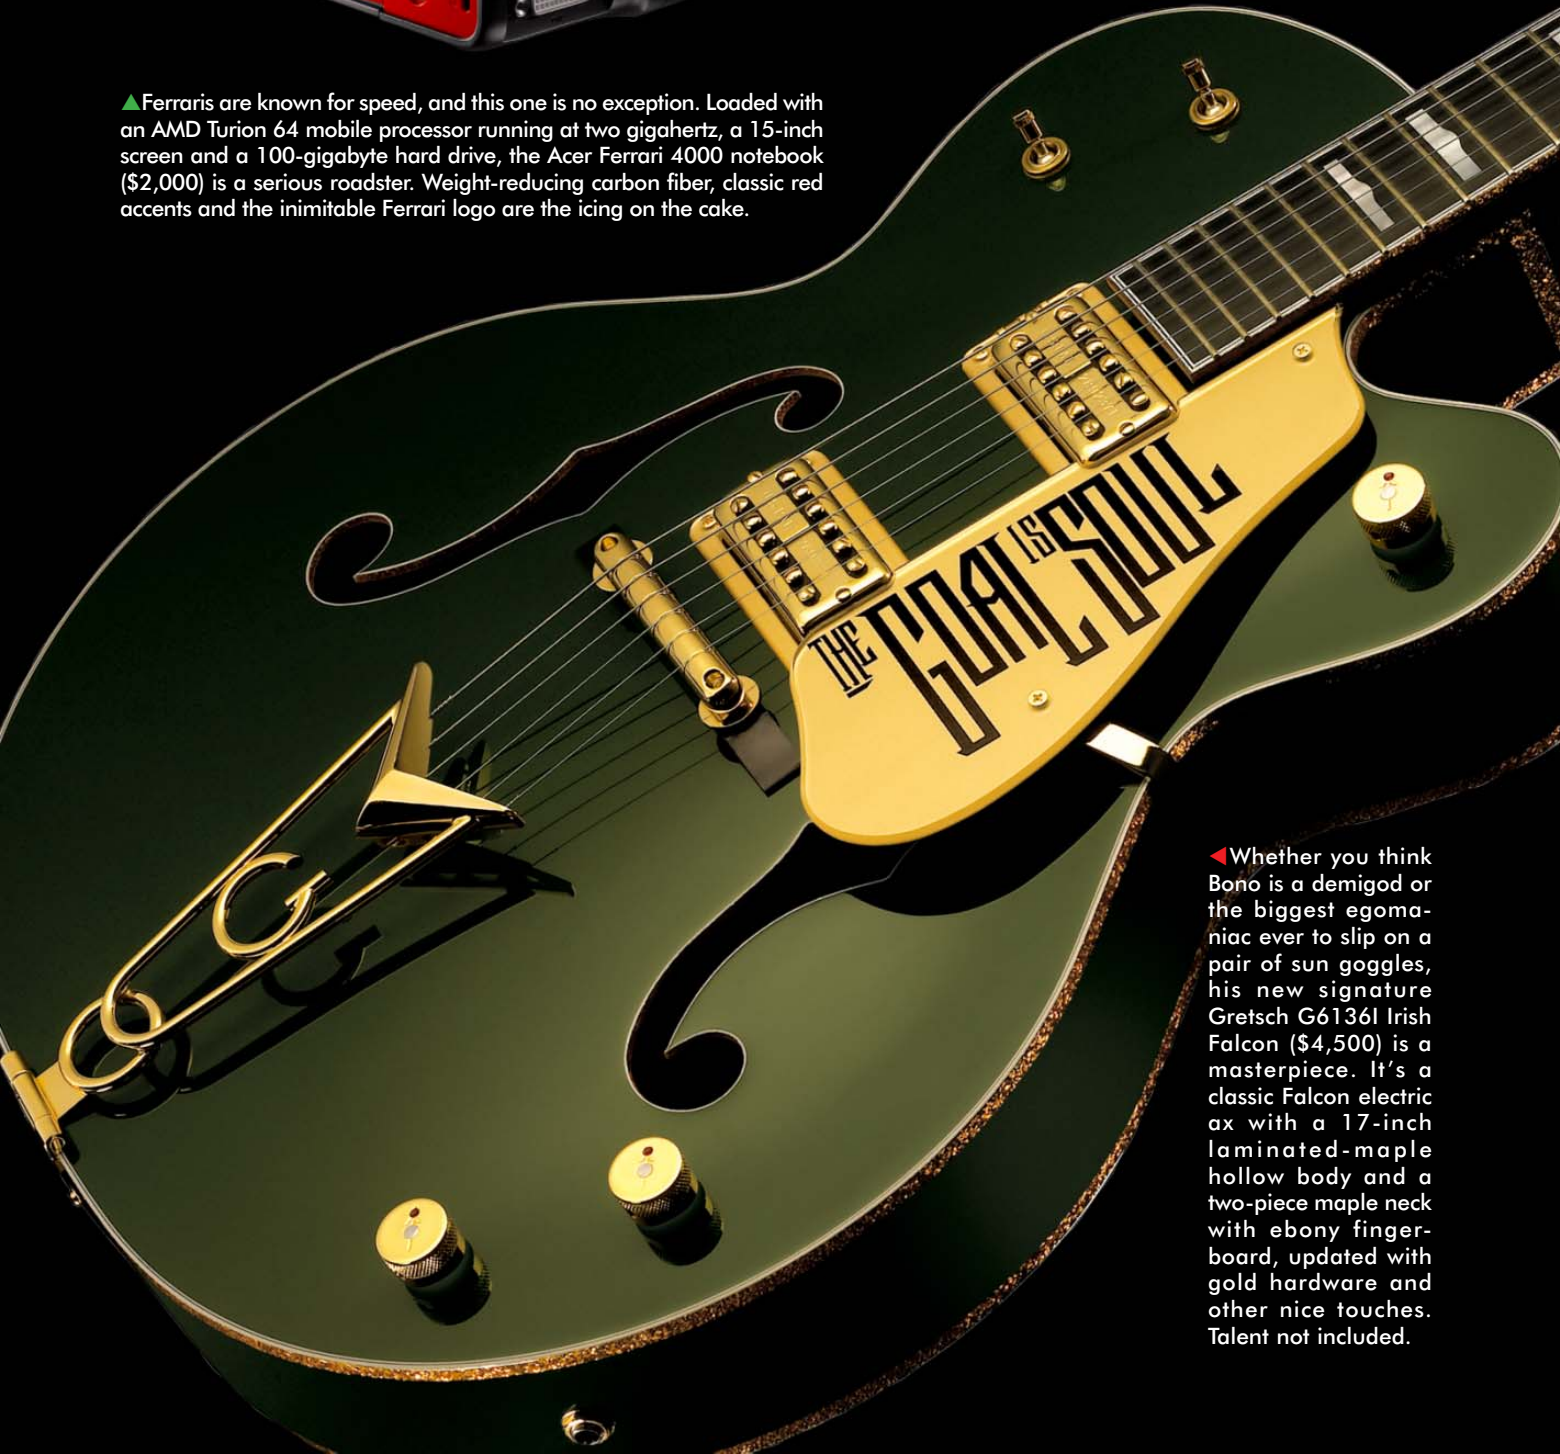 ▲Ferraris are known for speed, and this one is no exception. Loaded with
an AMD Turion 64 mobile processor running at two gigahertz, a 15-inch
screen and a 100-gigabyte hard drive, the Acer Ferrari 4000 notebook
($2,000) is a serious roadster. Weight-reducing carbon fiber, classic red
accents and the inimitable Ferrari logo are the icing on the cake.
THE GOAL IS SOUL
G
◀Whether you think
Bono is a demigod or
the biggest egoma-
niac ever to slip on a
pair of sun goggles,
his new signature
Gretsch G6136I Irish
Falcon ($4,500) is a
masterpiece. It's a
classic Falcon electric
ax with a 17-inch
laminated-maple
hollow body and a
two-piece maple neck
with ebony finger-
board, updated with
gold hardware and
other nice touches.
Talent not included.